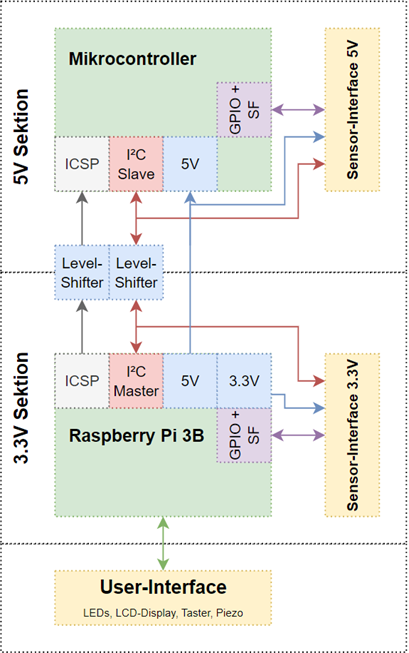 5V Sektion
Mikrocontroller
GPIO +
SF
Sensor-Interface 5V
ICSP
I²C
Slave
5V
Level-
Shifter
Level-
Shifter
3.3V Sektion
ICSP
I²C
Master
5V
3.3V
Raspberry Pi 3B
GPIO +
SF
Sensor-Interface 3.3V
User-Interface
LEDs, LCD-Display, Taster, Piezo